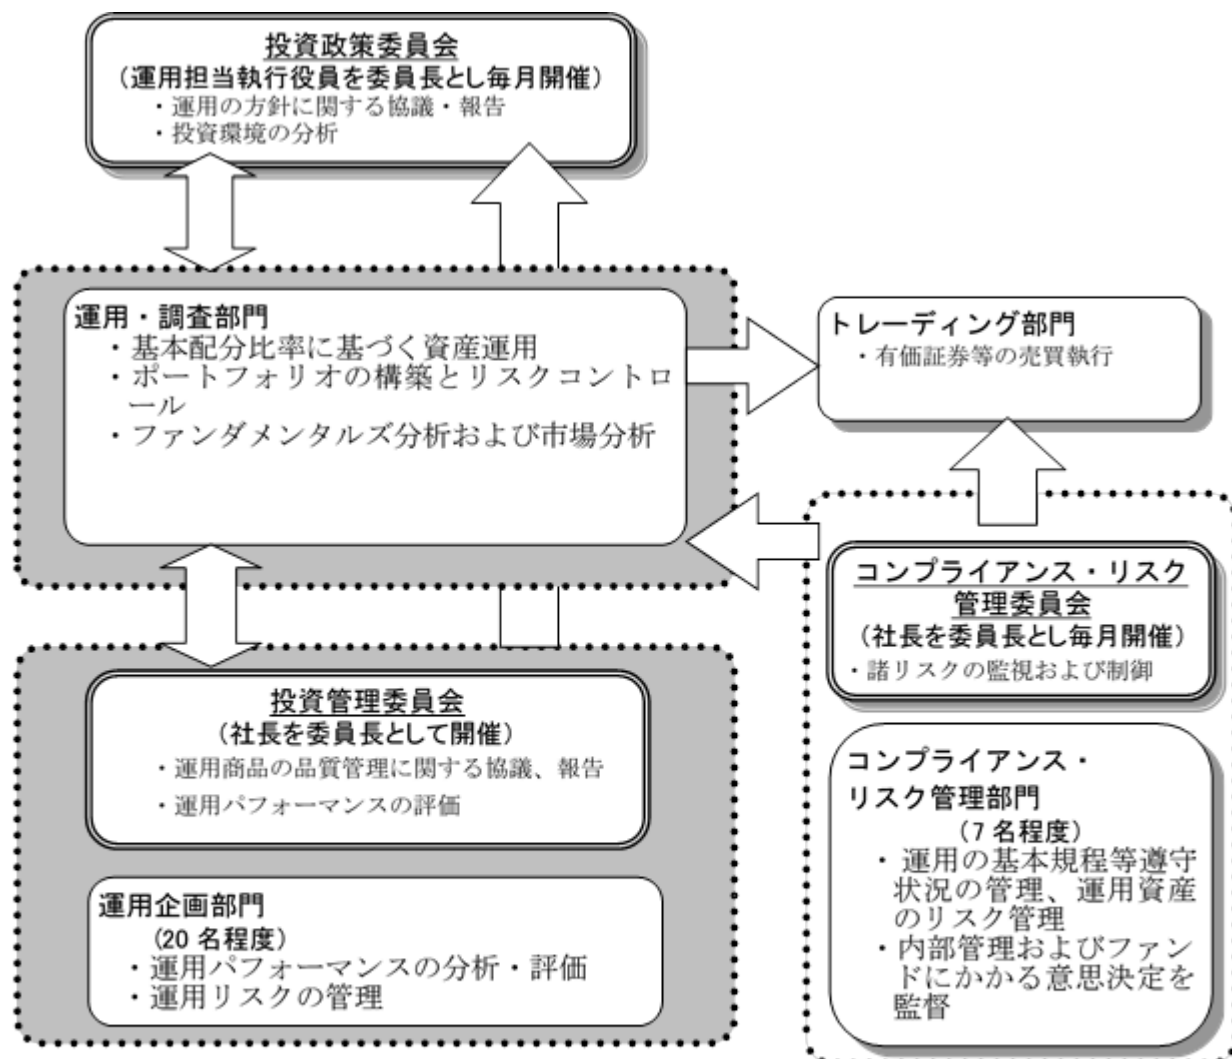 投資政策委員会
（運用担当執行役員を委員長とし毎月開催）
・運用の方針に関する協議・報告
・投資環境の分析
運用・調査部門
・基本配分比率に基づく資産運用
・ポートフォリオの構築とリスクコントロ
ール
・ファンダメンタルズ分析および市場分析
トレーディング部門
・有価証券等の売買執行
投資管理委員会
（社長を委員長として開催）
・運用商品の品質管理に関する協議、報告
・運用パフォーマンスの評価
運用企画部門
（20 名程度）
・運用パフォーマンスの分析・評価
・運用リスクの管理
コンプライアンス・リスク
管理委員会
（社長を委員長とし毎月開催）
・諸リスクの監視および制御
コンプライアンス・
リスク管理部門
（7 名程度）
・運用の基本規程等遵守
状況の管理、運用資産
のリスク管理
・内部管理およびファン
ドにかかる意思決定を
監督